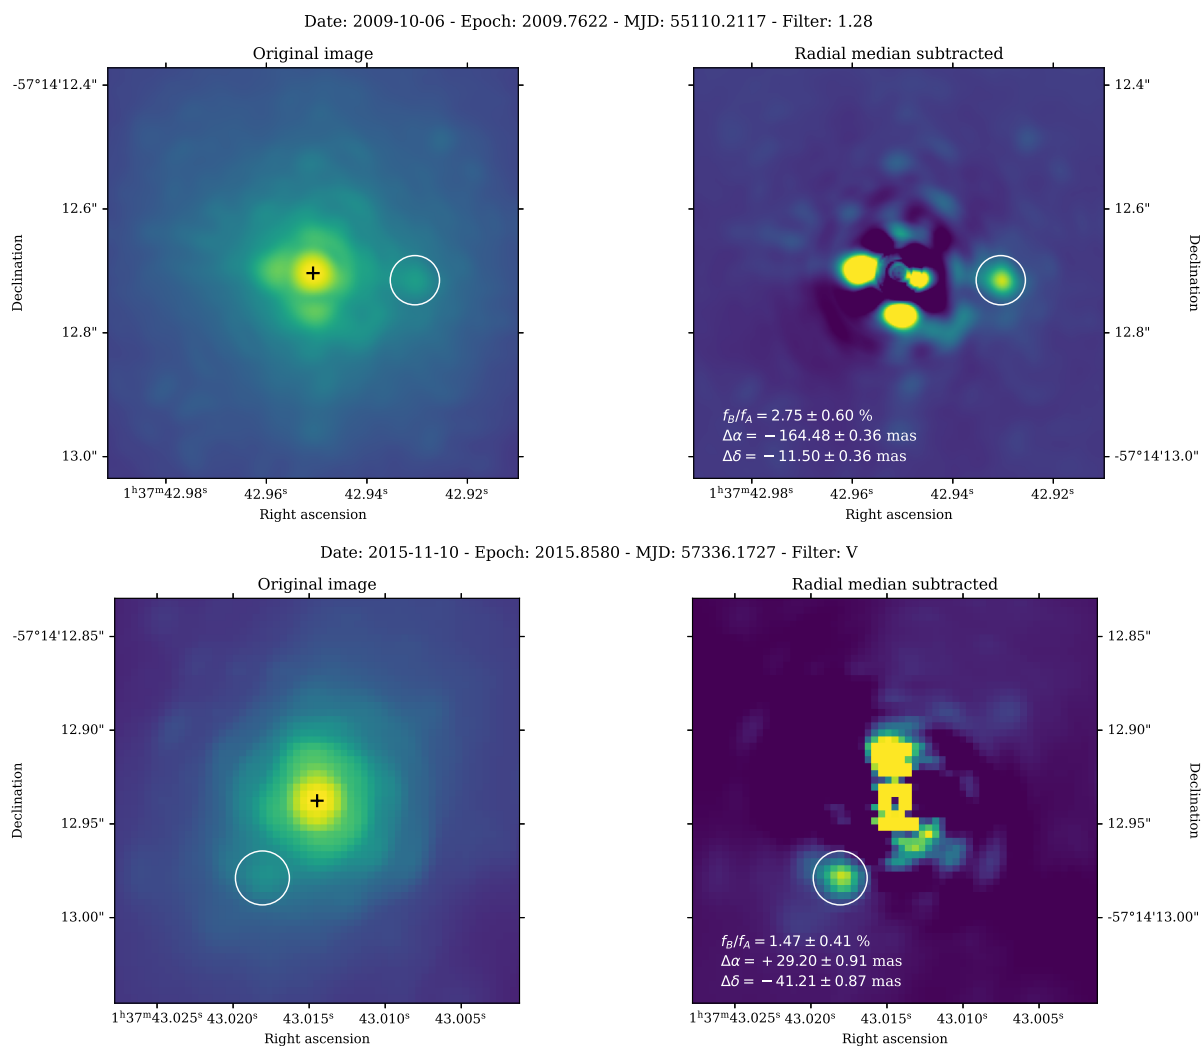 Date: 2009-10-06 - Epoch: 2009.7622 - MJD: 55110.2117 - Filter: 1.28
Original image
Radial median subtracted
-57°14'12.4"
12.6"
12.8"
13.0"
Declination
1ʰ37ᵐ42.98ˢ 42.96ˢ 42.94ˢ 42.92ˢ
Right ascension
12.4"
12.6"
12.8"
-57°14'13.0"
Declination
f_B/f_A = 2.75 ± 0.60 %
Δα = −164.48 ± 0.36 mas
Δδ = −11.50 ± 0.36 mas
1ʰ37ᵐ42.98ˢ 42.96ˢ 42.94ˢ 42.92ˢ
Right ascension
Date: 2015-11-10 - Epoch: 2015.8580 - MJD: 57336.1727 - Filter: V
Original image
Radial median subtracted
-57°14'12.85"
12.90"
12.95"
13.00"
Declination
1ʰ37ᵐ43.025ˢ 43.020ˢ 43.015ˢ 43.010ˢ 43.005ˢ
Right ascension
12.85"
12.90"
12.95"
-57°14'13.00"
Declination
f_B/f_A = 1.47 ± 0.41 %
Δα = +29.20 ± 0.91 mas
Δδ = −41.21 ± 0.87 mas
1ʰ37ᵐ43.025ˢ 43.020ˢ 43.015ˢ 43.010ˢ 43.005ˢ
Right ascension